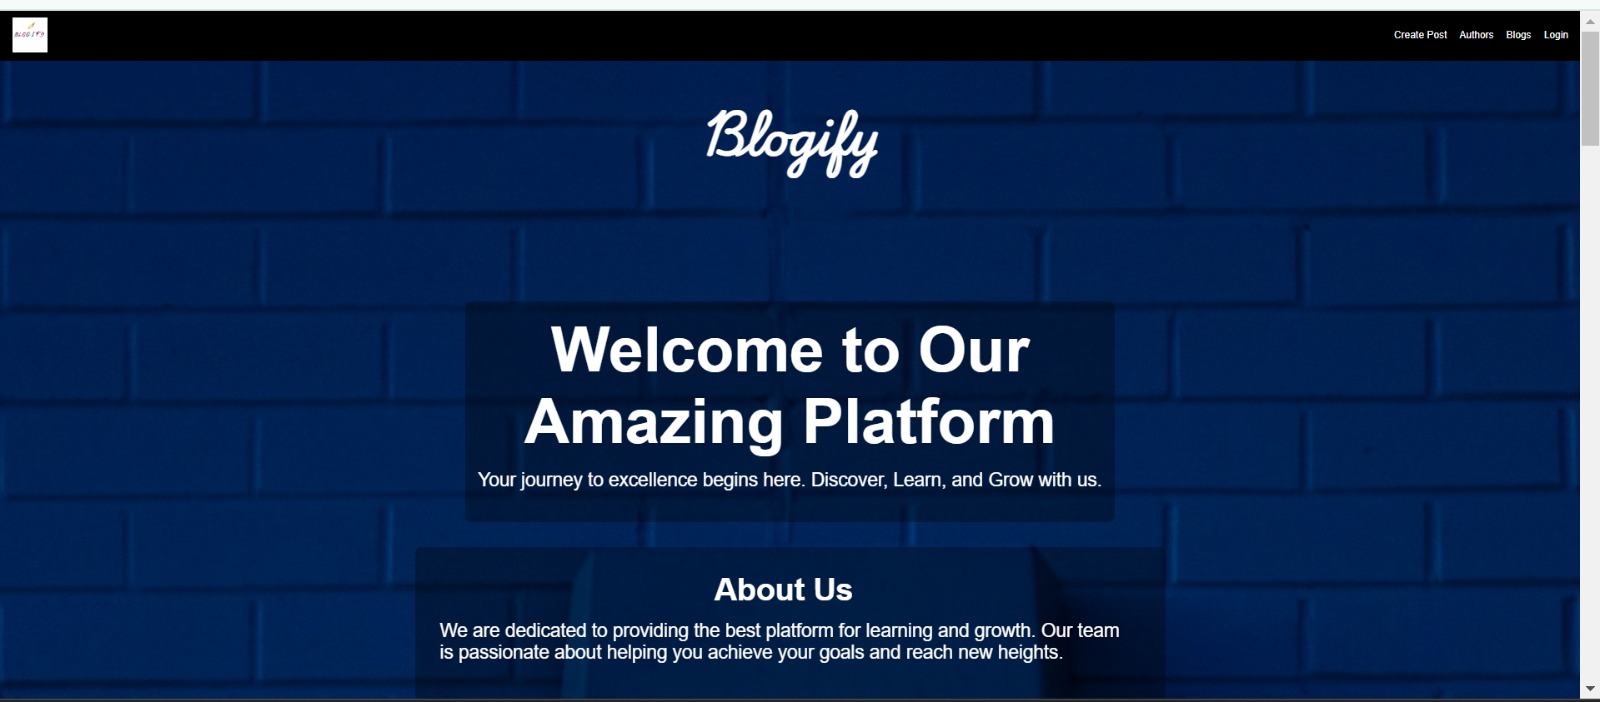 BLOGIFY
Create Post Authors Blogs Login
Blogify
Welcome to Our
Amazing Platform
Your journey to excellence begins here. Discover, Learn, and Grow with us.
About Us
We are dedicated to providing the best platform for learning and growth. Our team
is passionate about helping you achieve your goals and reach new heights.